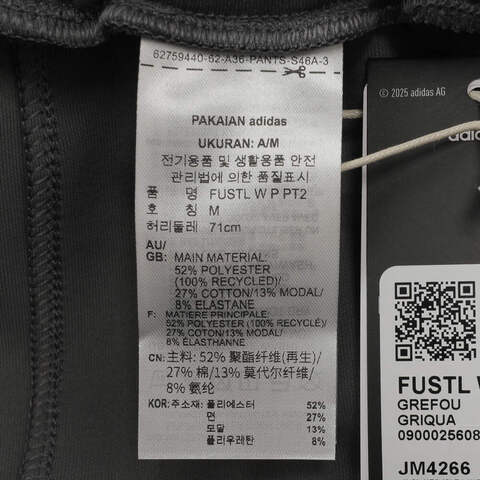 62759440-62-A36-PANTS-S46A-3
PAKAIAN adidas
UKURAN: A/M
전기용품 및 생활용품 안전
관리법에 의한 품질표시
품 명 FUSTL W P PT2
호 칭 M
허리둘레 71cm
AU/
GB: MAIN MATERIAL:
52% POLYESTER
(100% RECYCLED)/
27% COTTON/13% MODAL/
8% ELASTANE
F: MATIÈRE PRINCIPALE:
52% POLYESTER (100% RECYCLÉ)/
27% COTON/13% MODAL/
8% ÉLASTHANNE
CN: 主料: 52% 聚酯纤维(再生)/
27% 棉/13% 莫代尔纤维/
8% 氨纶
KOR: 주소재: 폴리에스터 52%
면 27%
모달 13%
폴리우레탄 8%
© 2025 adidas AG
FUSTL W
GREFOU
GRIQUA
0900025608
JM4266